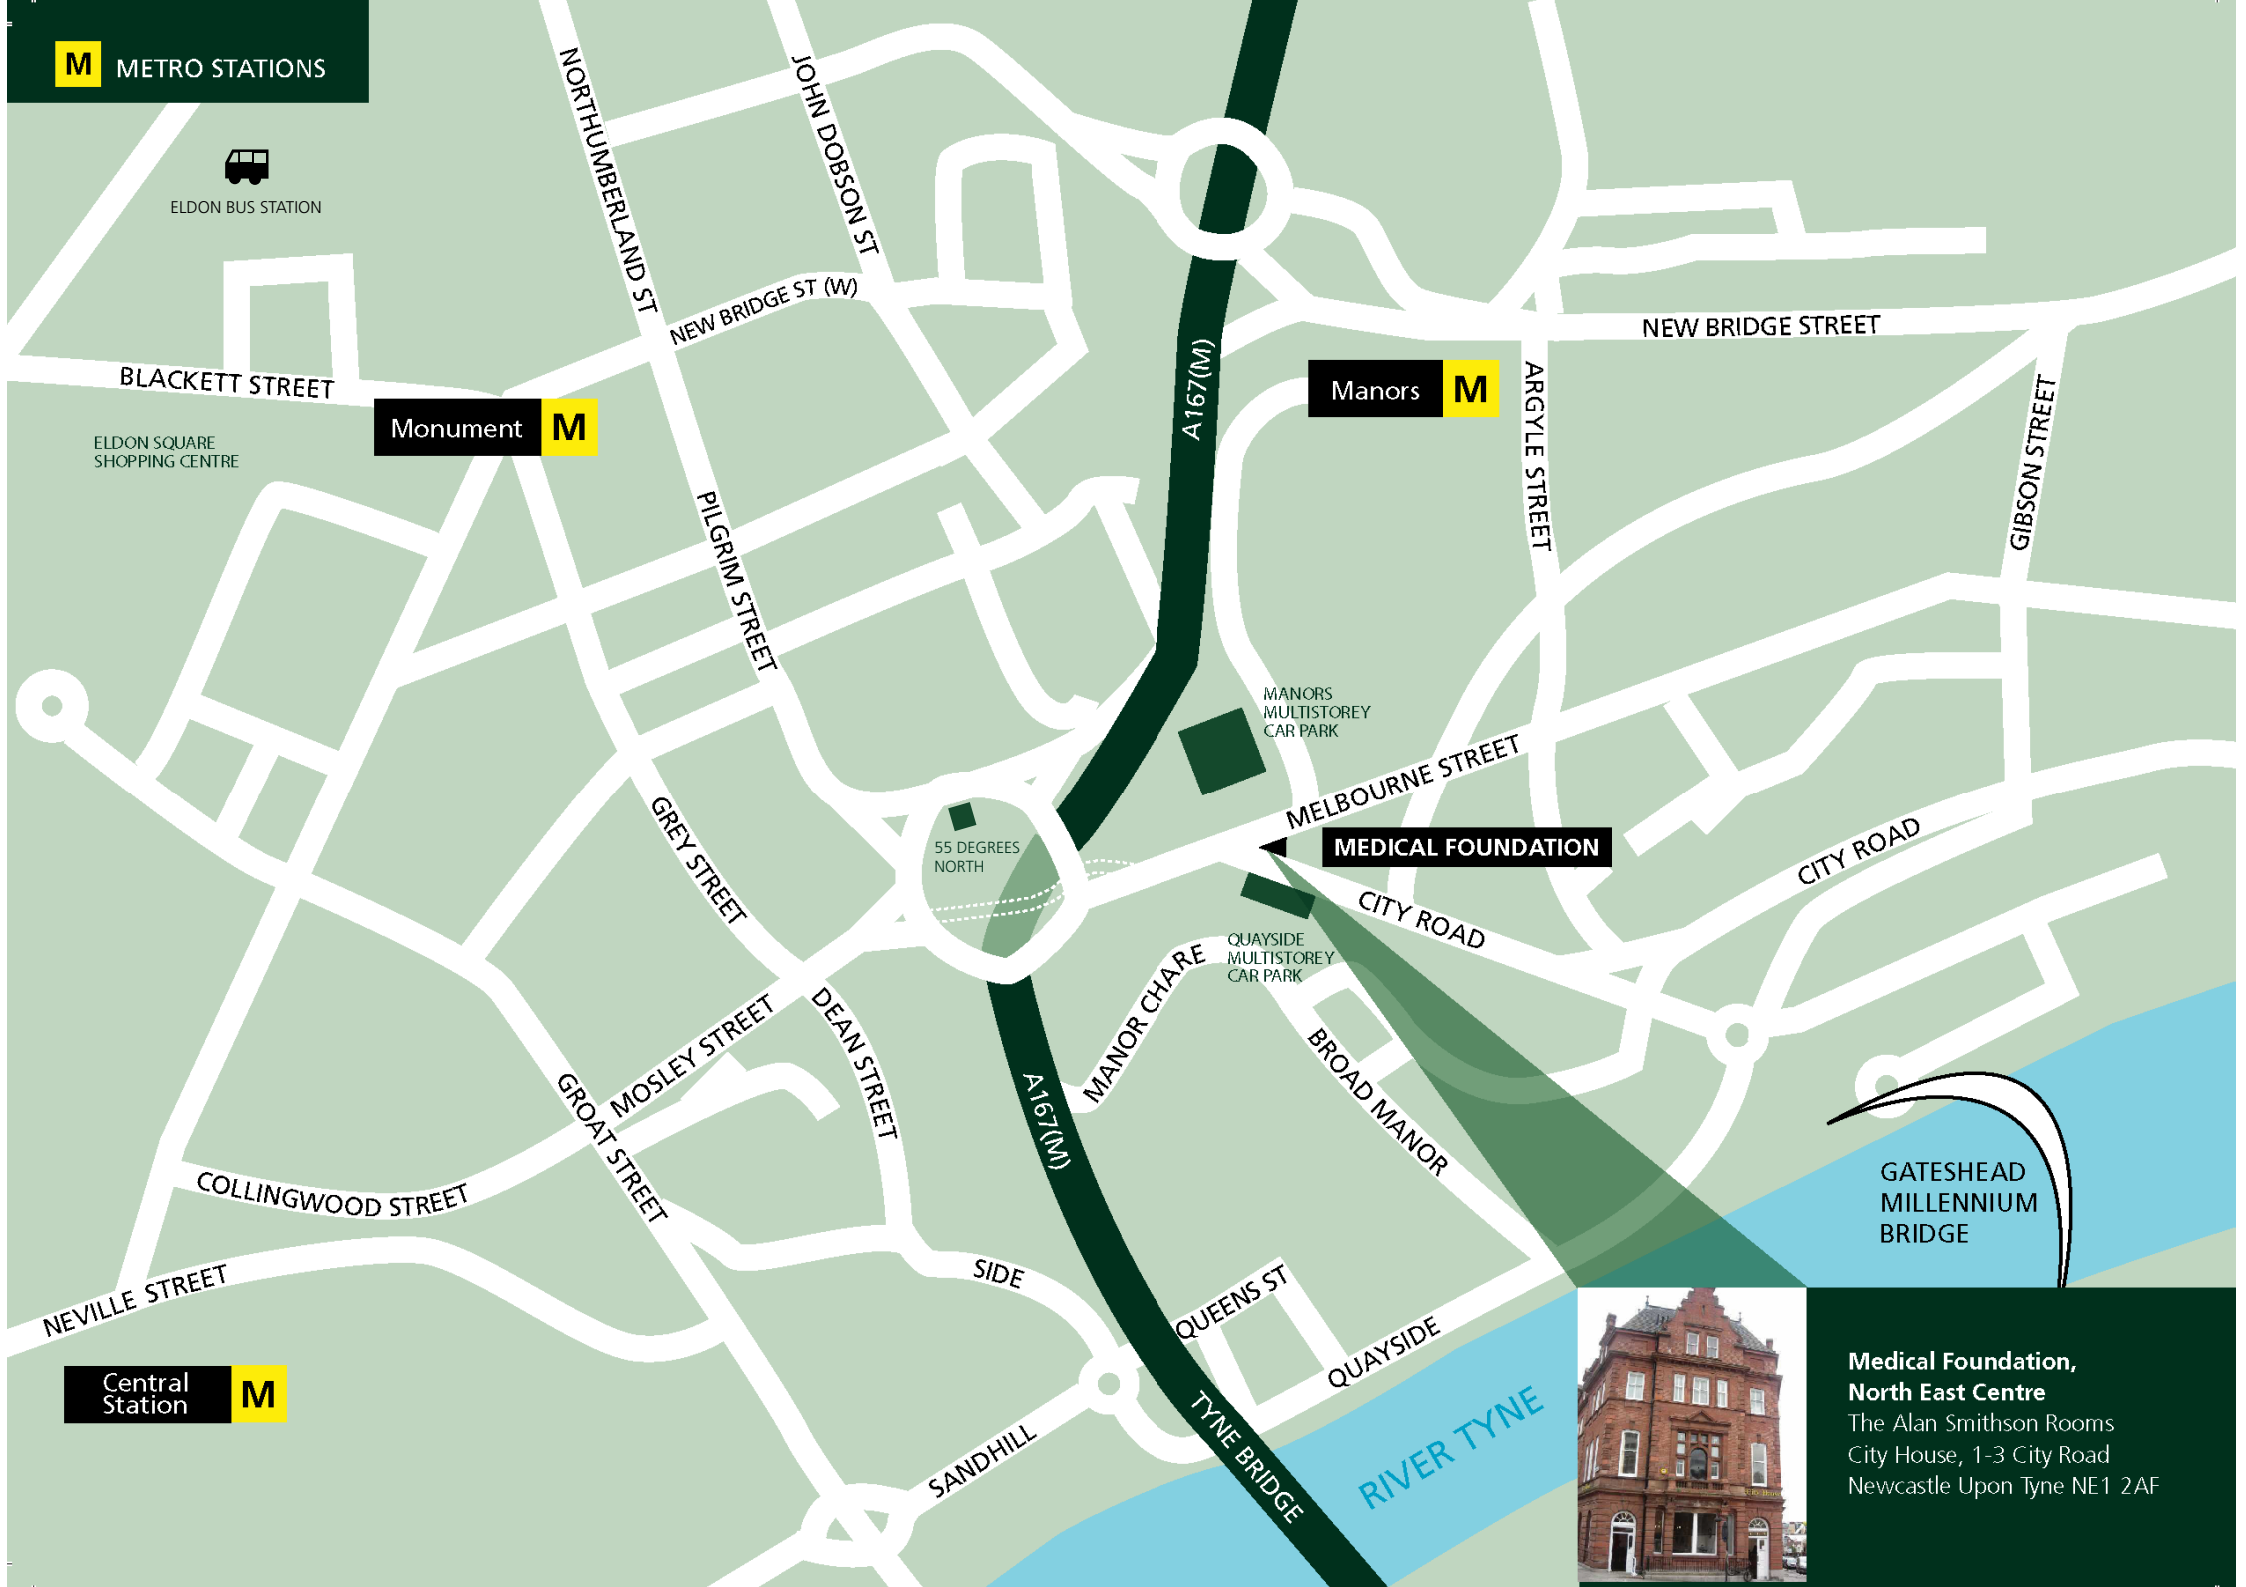 M METRO STATIONS
ELDON BUS STATION
NORTHUMBERLAND ST
JOHN DOBSON ST
NEW BRIDGE ST (W)
BLACKETT STREET
Monument M
ELDON SQUARE
SHOPPING CENTRE
A167(M)
Manors M
NEW BRIDGE STREET
ARGYLE STREET
GIBSON STREET
PILGRIM STREET
MANORS
MULTISTOREY
CAR PARK
MELBOURNE STREET
MEDICAL FOUNDATION
55 DEGREES
NORTH
GREY STREET
CITY ROAD
CITY ROAD
QUAYSIDE
MULTISTOREY
CAR PARK
MANOR CHARE
BROAD MANOR
MOSLEY STREET
DEAN STREET
GROAT STREET
A167(M)
COLLINGWOOD STREET
NEVILLE STREET
SIDE
QUEENS ST
QUAYSIDE
GATESHEAD
MILLENNIUM
BRIDGE
Central
Station M
SANDHILL
TYNE BRIDGE
RIVER TYNE
Medical Foundation,
North East Centre
The Alan Smithson Rooms
City House, 1-3 City Road
Newcastle Upon Tyne NE1 2AF